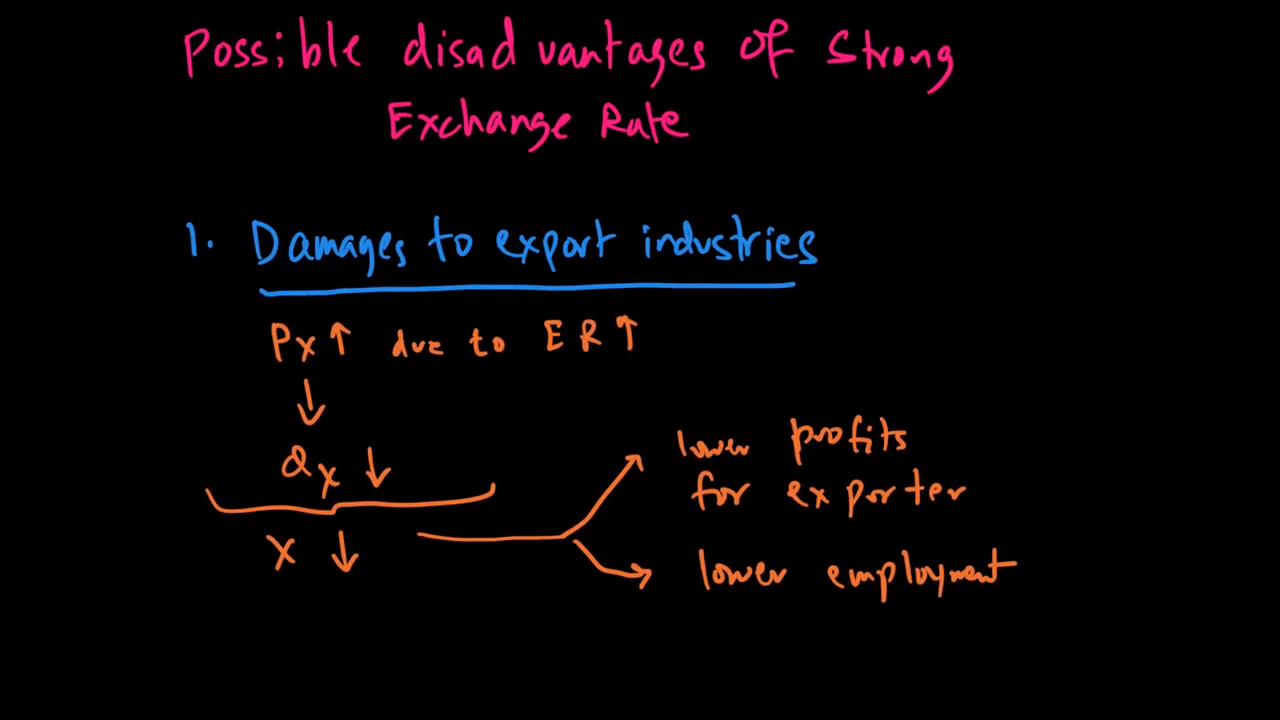 Possible disadvantages of strong
Exchange Rate
1. Damages to export industries
Px ↑ due to ER ↑
↓
Qx ↓
X ↓
lower profits
for exporter
lower employment